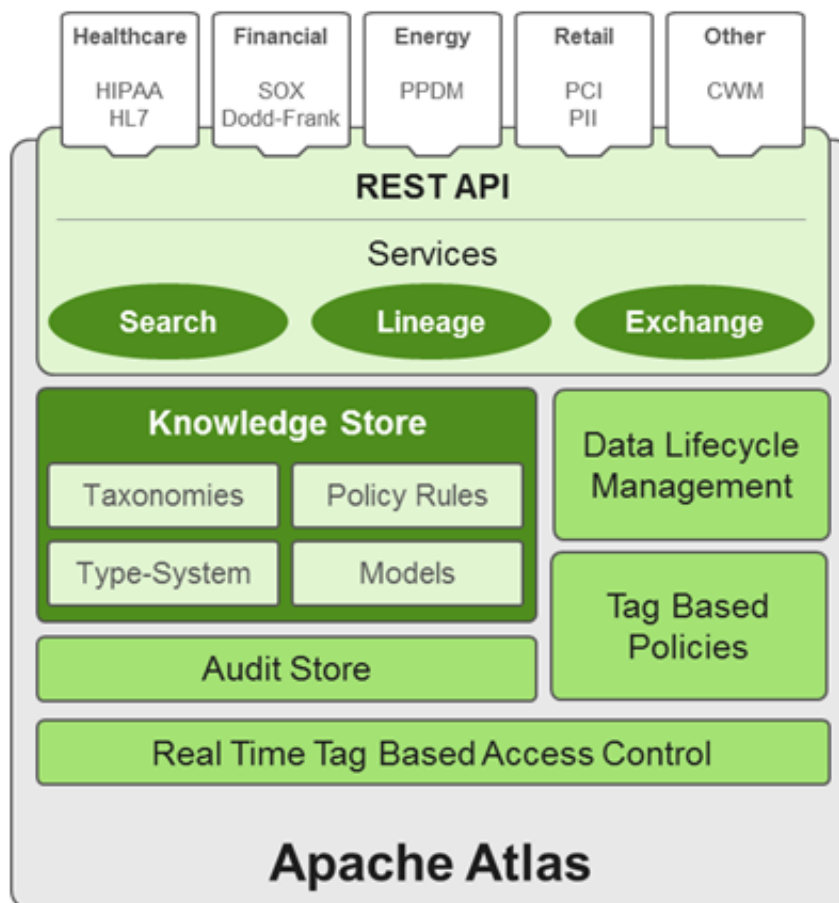 Healthcare
HIPAA
HL7
Financial
SOX
Dodd-Frank
Energy
PPDM
Retail
PCI
PII
Other
CWM
REST API
Services
Search
Lineage
Exchange
Knowledge Store
Taxonomies
Policy Rules
Type-System
Models
Data Lifecycle
Management
Tag Based
Policies
Audit Store
Real Time Tag Based Access Control
Apache Atlas